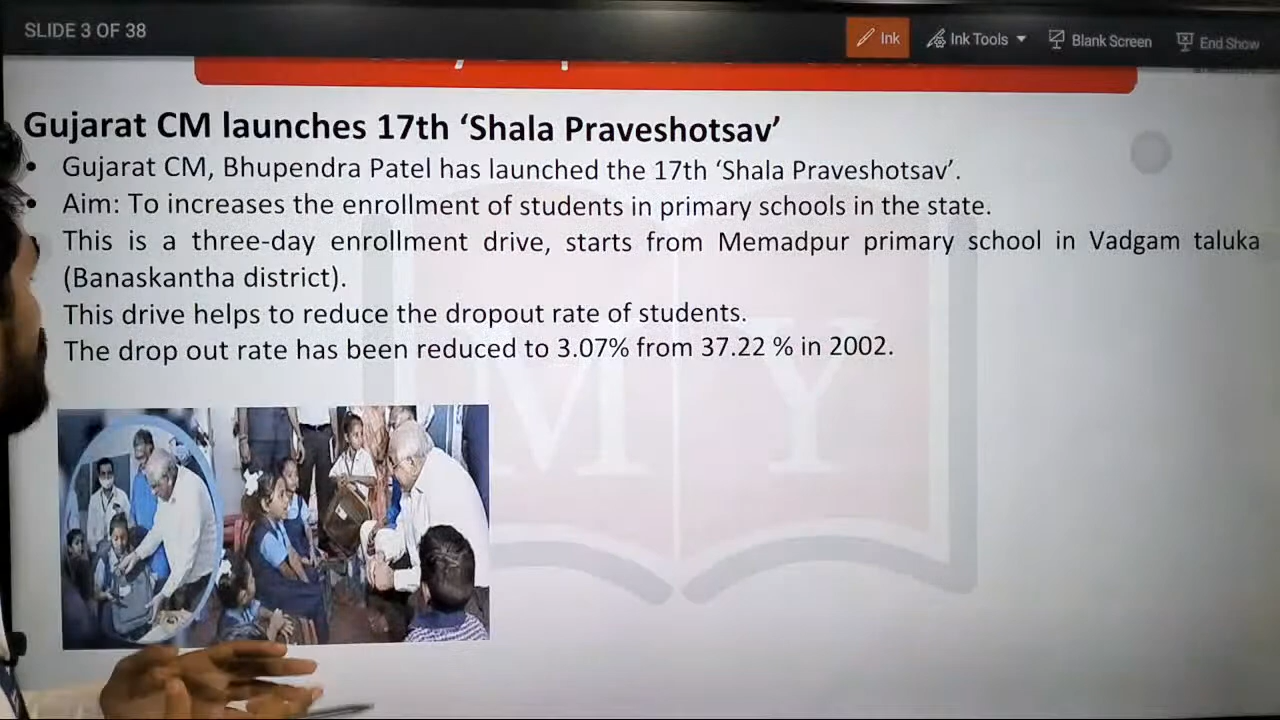 SLIDE 3 OF 38
Ink
Ink Tools
Blank Screen
End Show
Gujarat CM launches 17th ‘Shala Praveshotsav’
• Gujarat CM, Bhupendra Patel has launched the 17th ‘Shala Praveshotsav’.
• Aim: To increases the enrollment of students in primary schools in the state.
This is a three-day enrollment drive, starts from Memadpur primary school in Vadgam taluka
(Banaskantha district).
This drive helps to reduce the dropout rate of students.
The drop out rate has been reduced to 3.07% from 37.22 % in 2002.
M Y